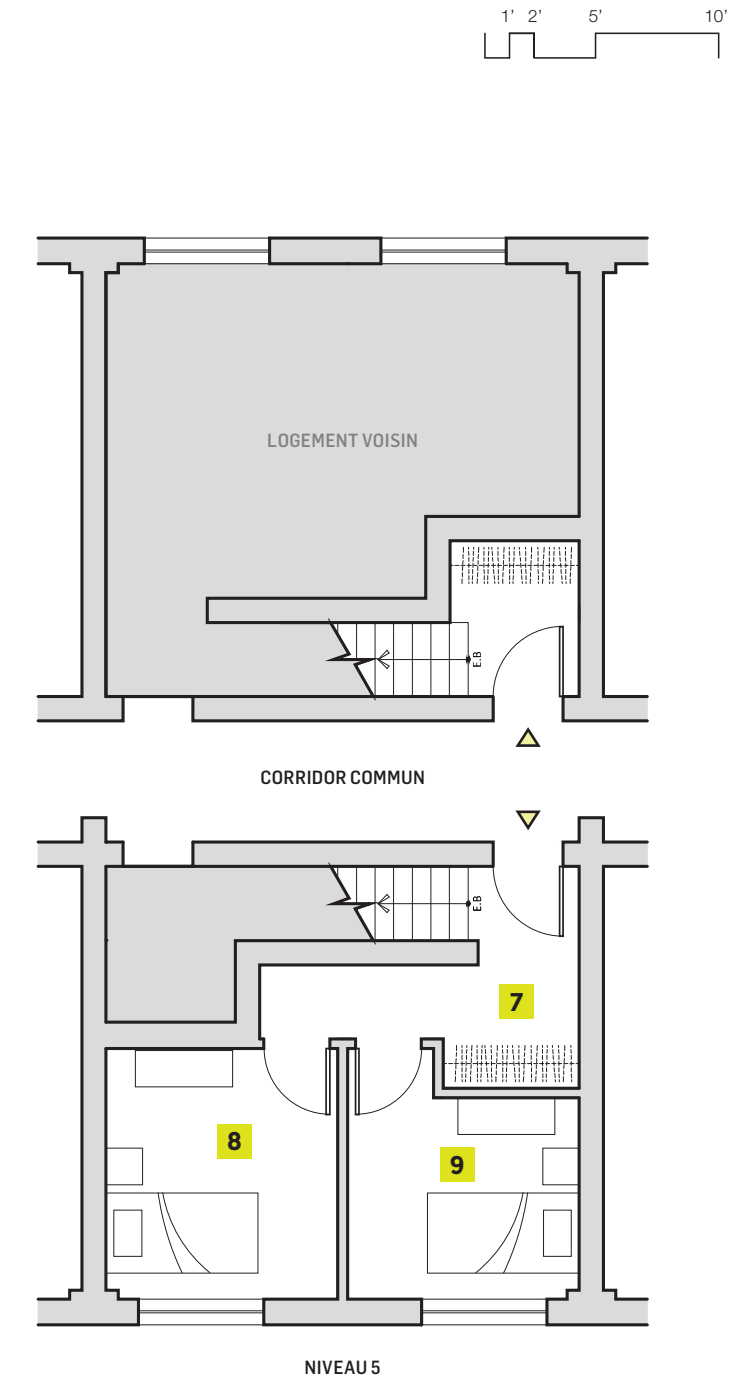 1’ 2’ 5’ 10’
LOGEMENT VOISIN
E.B
CORRIDOR COMMUN
E.B
7
8
9
NIVEAU 5